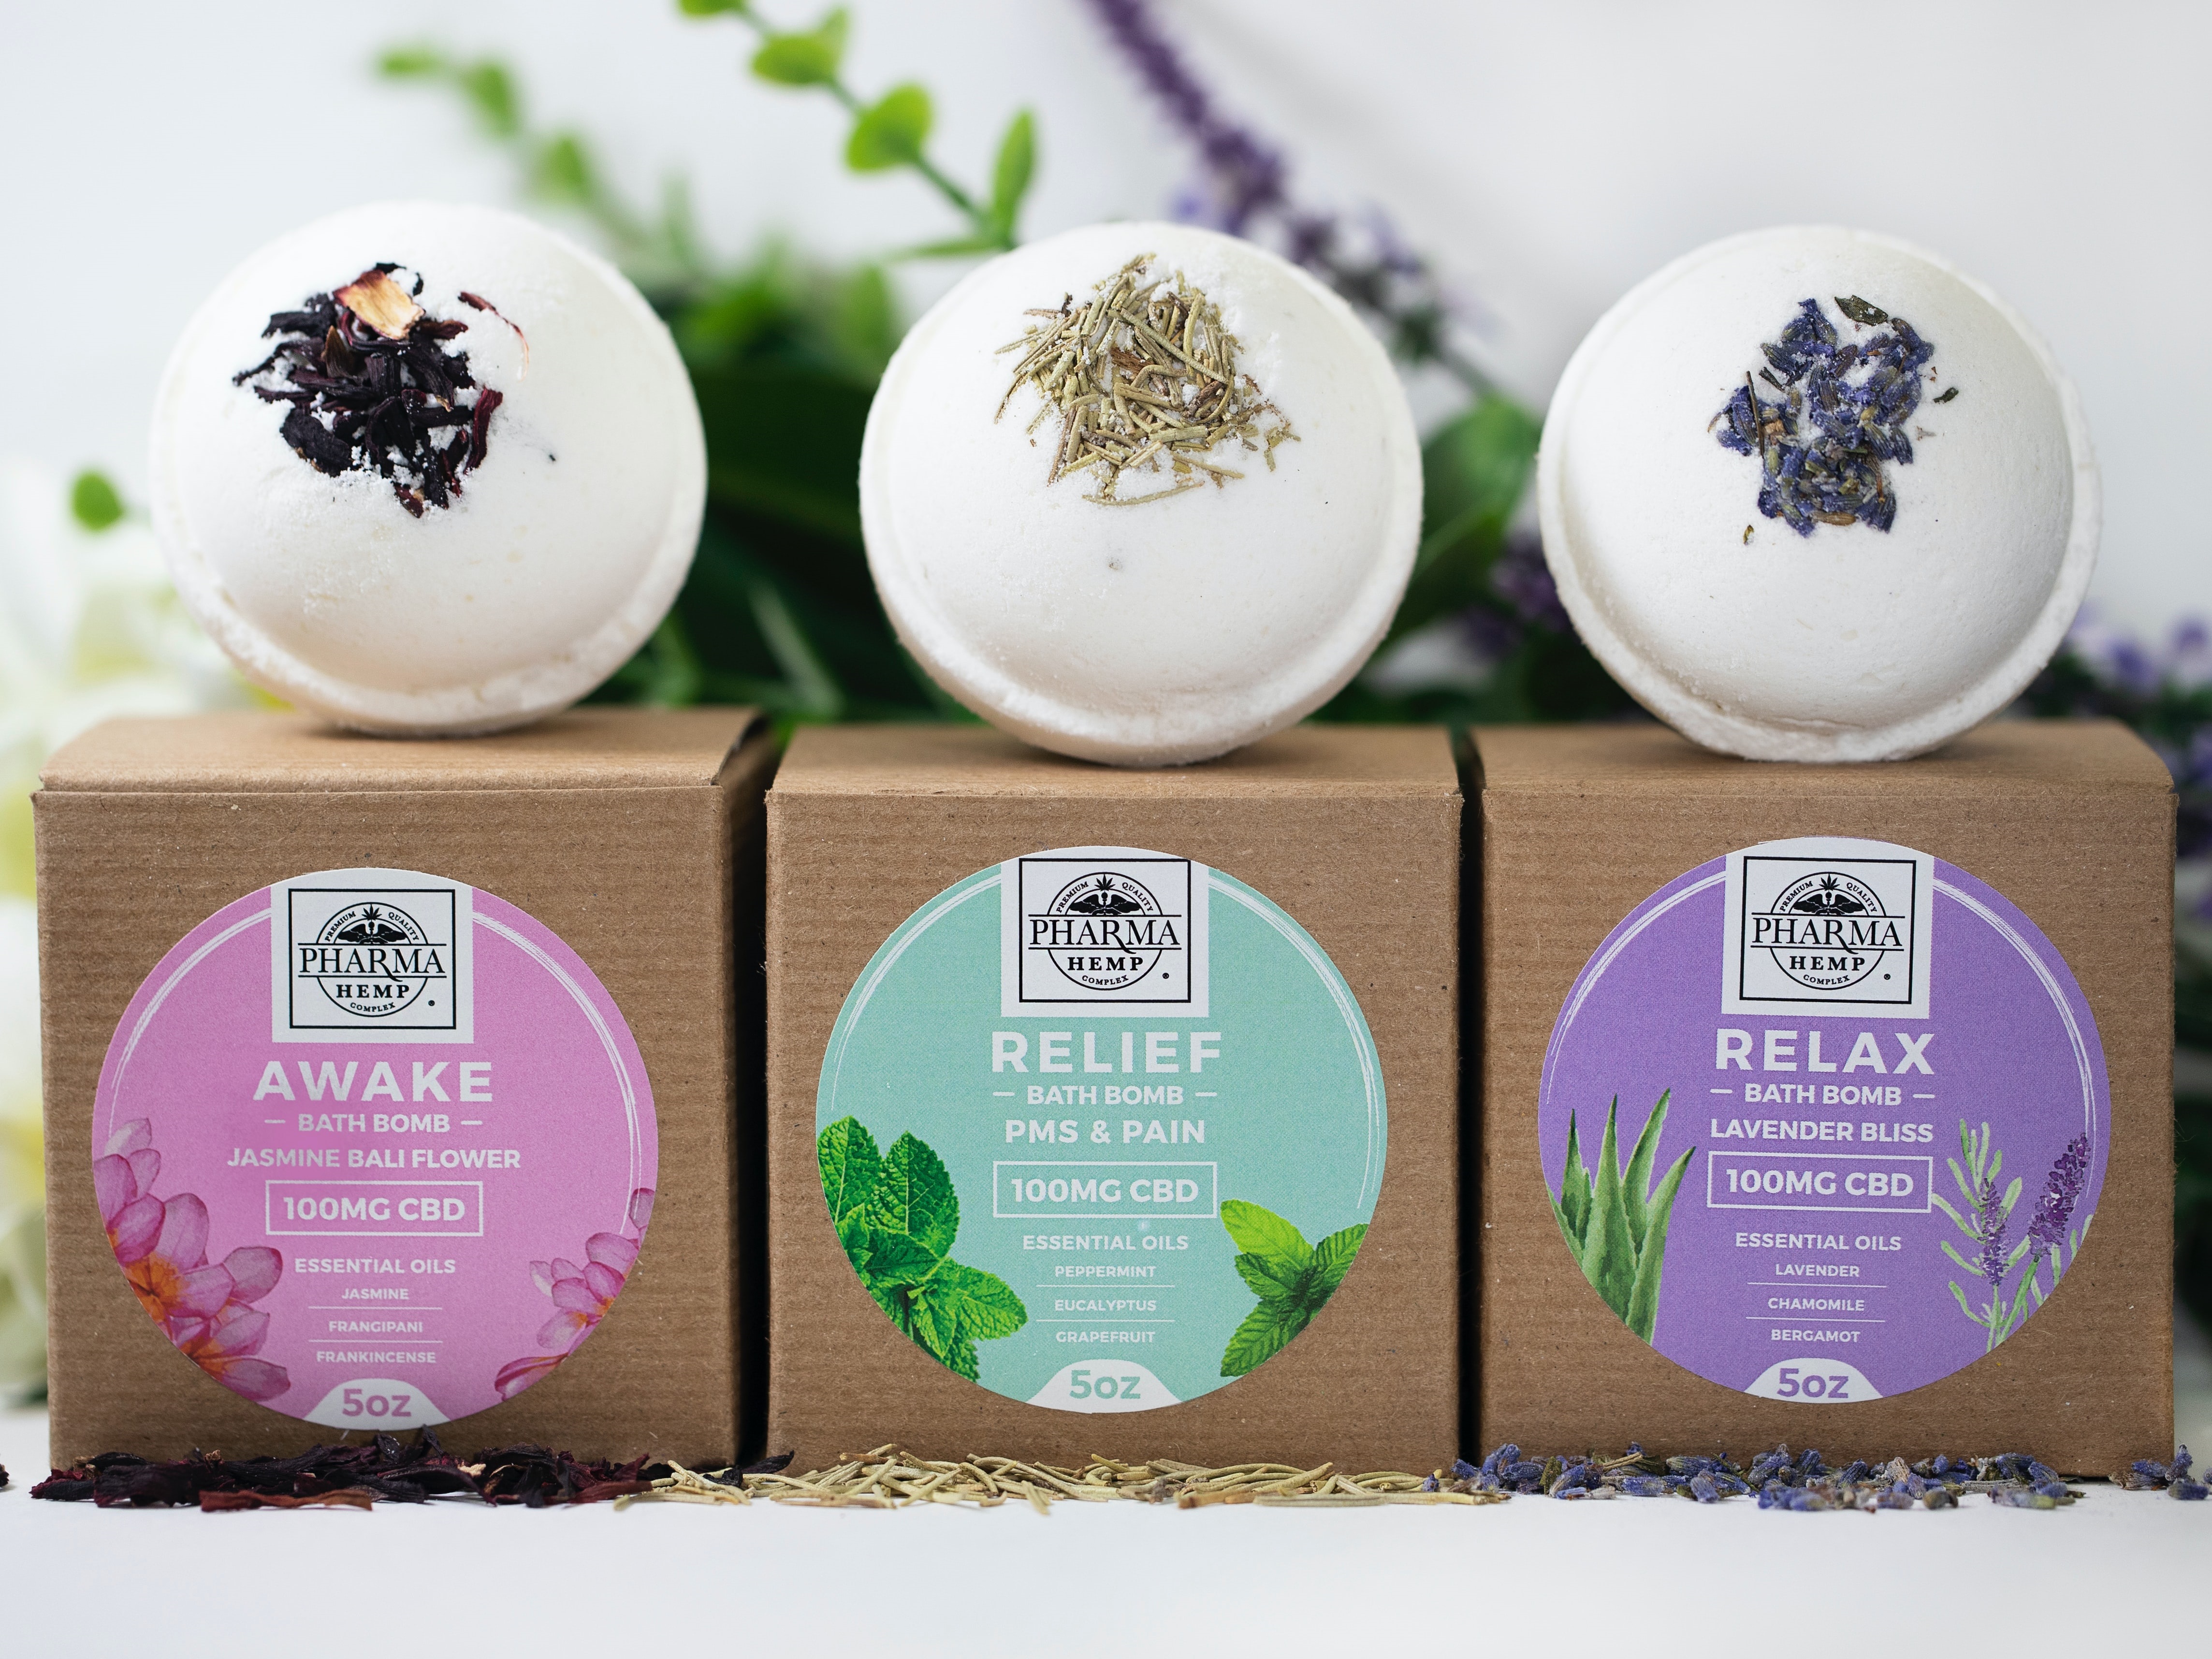 PREMIUM QUALITY
PHARMA
HEMP
COMPLEX
®
AWAKE
BATH BOMB
JASMINE BALI FLOWER
100MG CBD
ESSENTIAL OILS
JASMINE
FRANGIPANI
FRANKINCENSE
5oz
PREMIUM QUALITY
PHARMA
HEMP
COMPLEX
®
RELIEF
BATH BOMB
PMS & PAIN
100MG CBD
ESSENTIAL OILS
PEPPERMINT
EUCALYPTUS
GRAPEFRUIT
5oz
PREMIUM QUALITY
PHARMA
HEMP
COMPLEX
®
RELAX
BATH BOMB
LAVENDER BLISS
100MG CBD
ESSENTIAL OILS
LAVENDER
CHAMOMILE
BERGAMOT
5oz